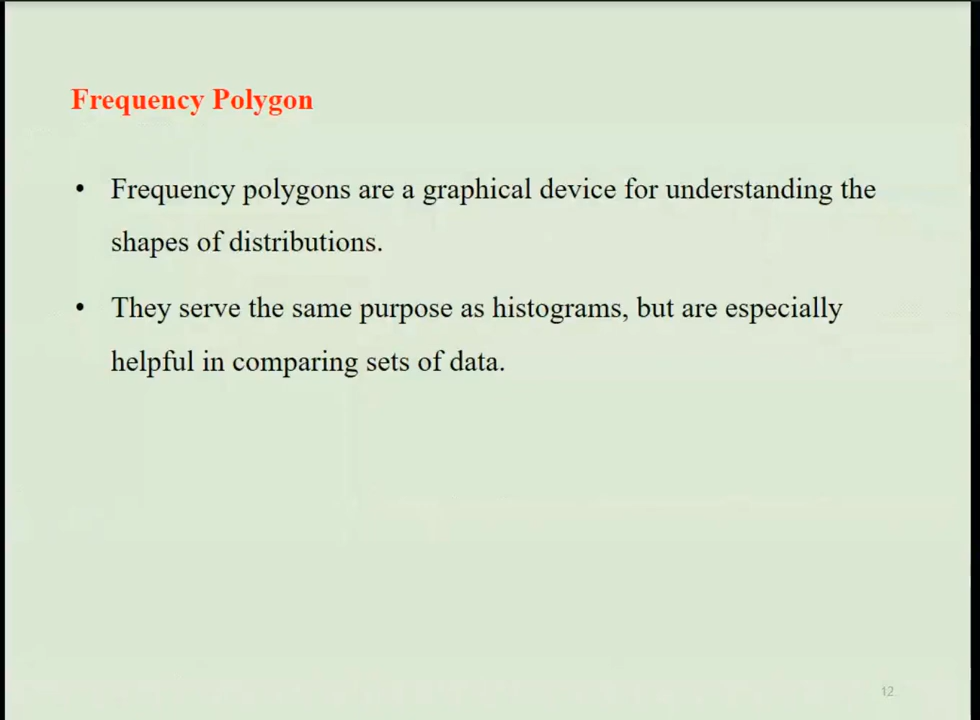 Frequency Polygon
• Frequency polygons are a graphical device for understanding the
shapes of distributions.
• They serve the same purpose as histograms, but are especially
helpful in comparing sets of data.
12